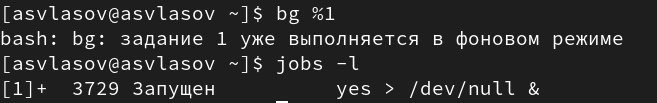 [asvlasov@asvlasov ~]$ bg %1
bash: bg: задание 1 уже выполняется в фоновом режиме
[asvlasov@asvlasov ~]$ jobs -l
[1]+  3729 Запущен          yes > /dev/null &